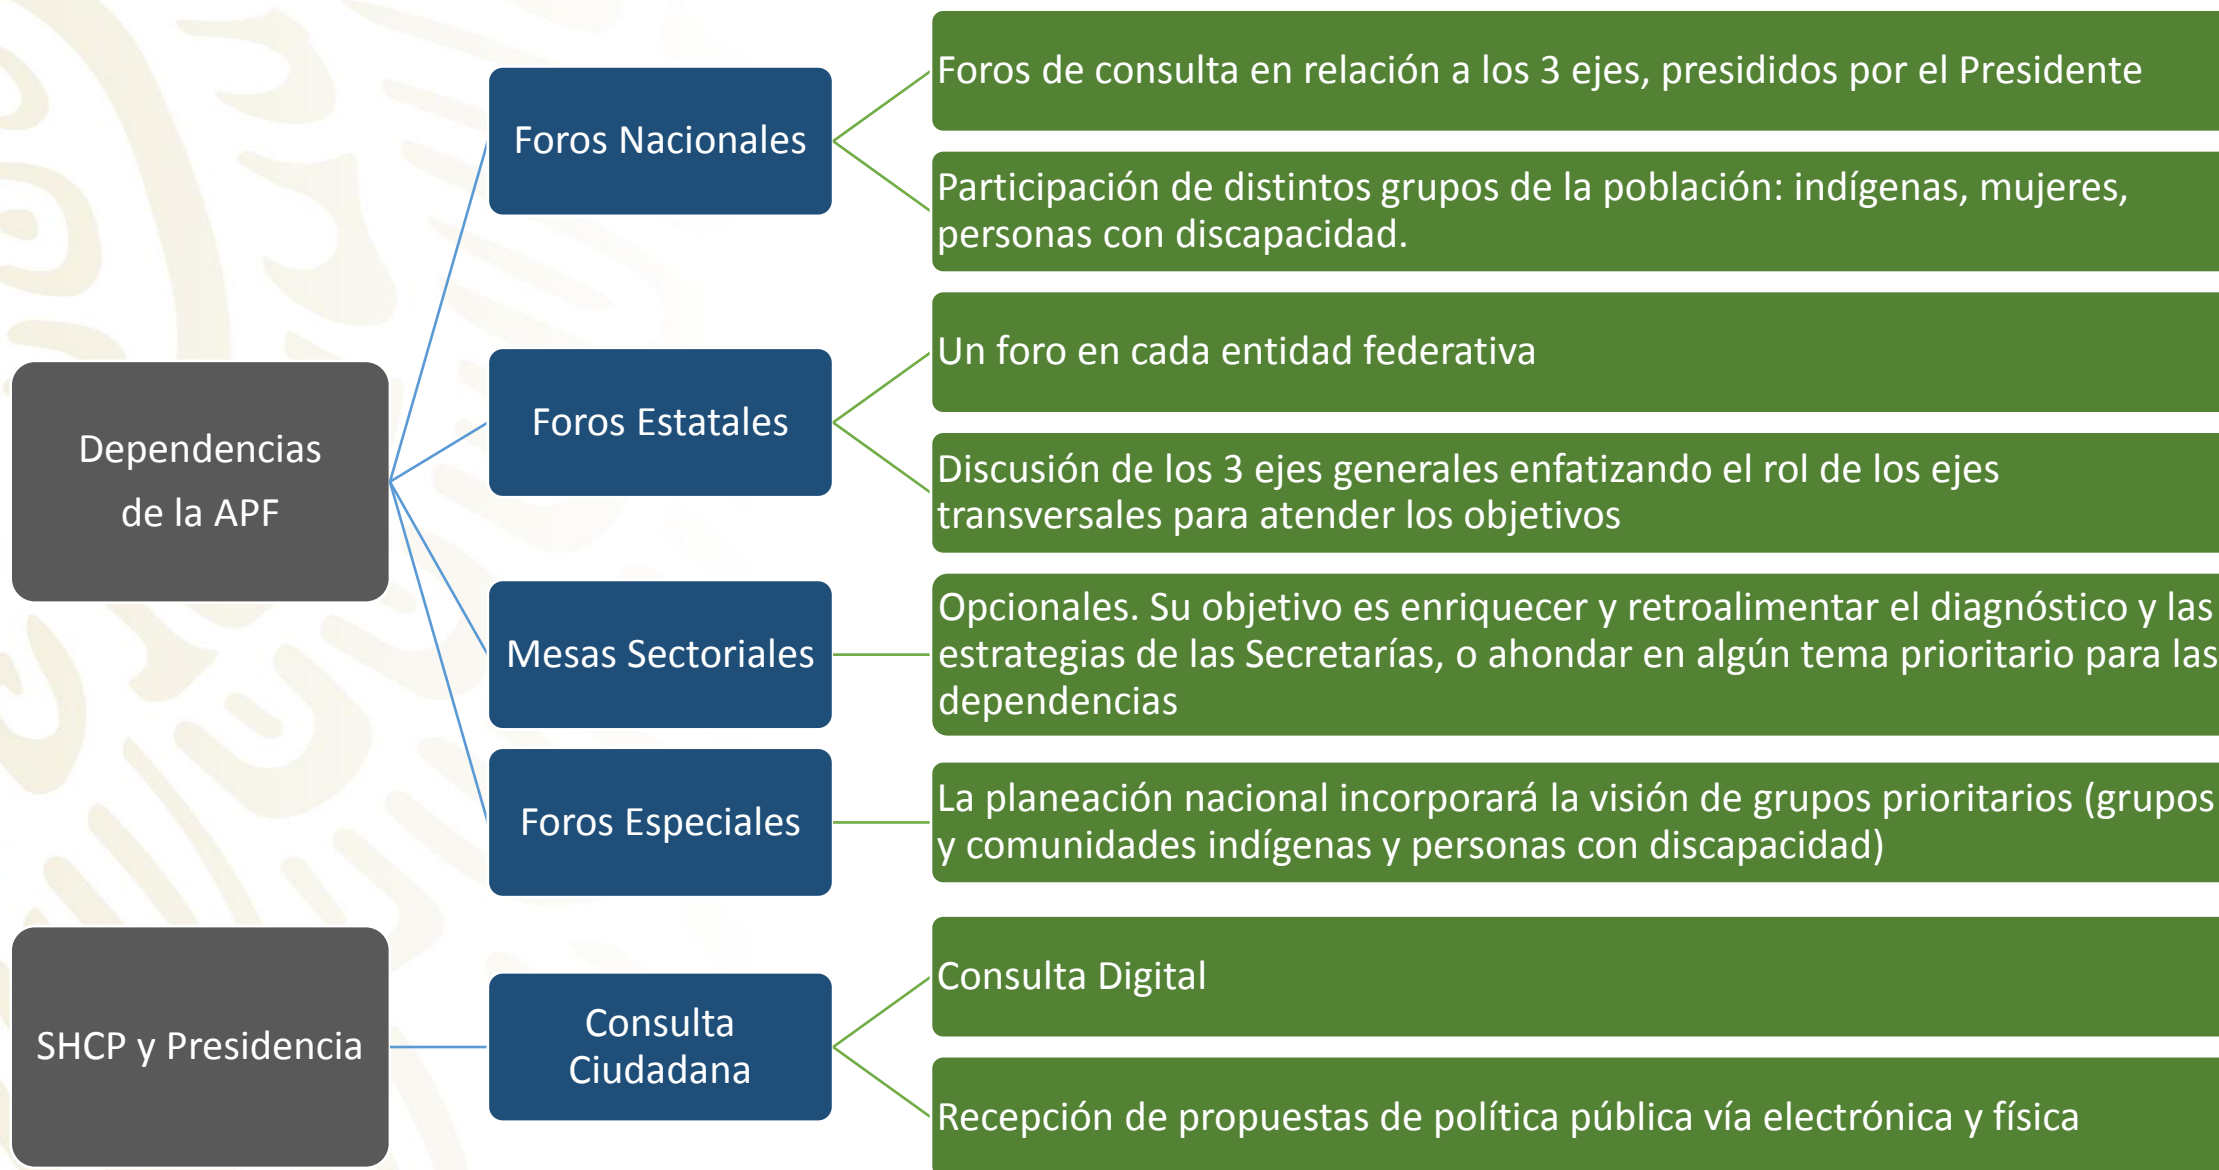 Foros de consulta en relación a los 3 ejes, presididos por el Presidente
Foros Nacionales
Participación de distintos grupos de la población: indígenas, mujeres,
personas con discapacidad.
Un foro en cada entidad federativa
Foros Estatales
Dependencias
de la APF
Discusión de los 3 ejes generales enfatizando el rol de los ejes
transversales para atender los objetivos
Mesas Sectoriales
Opcionales. Su objetivo es enriquecer y retroalimentar el diagnóstico y las
estrategias de las Secretarías, o ahondar en algún tema prioritario para las
dependencias
Foros Especiales
La planeación nacional incorporará la visión de grupos prioritarios (grupos
y comunidades indígenas y personas con discapacidad)
SHCP y Presidencia
Consulta
Ciudadana
Consulta Digital
Recepción de propuestas de política pública vía electrónica y física